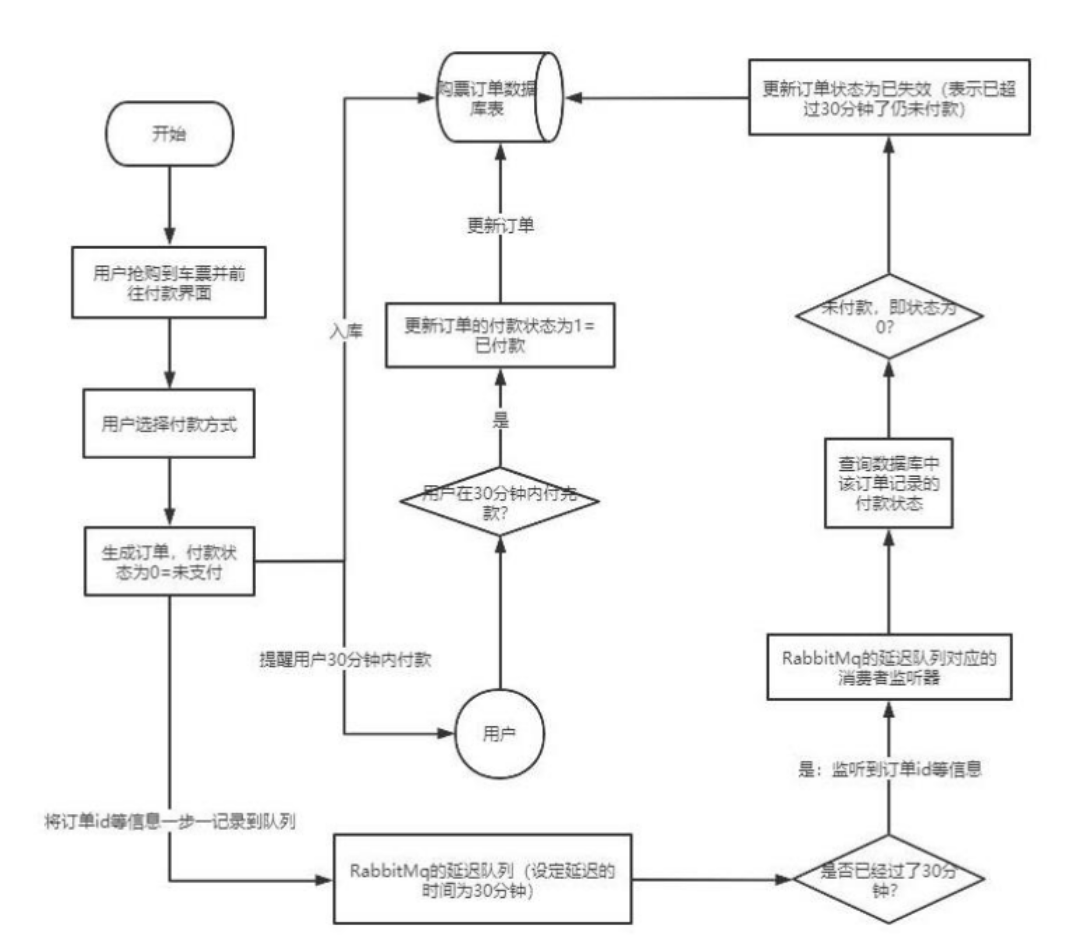 开始
用户抢购到车票并前
往付款界面
用户选择付款方式
生成订单，付款状
态为0=未支付
入库
提醒用户30分钟内付款
将订单id等信息一步一记录到队列
购票订单数据
库表
更新订单
更新订单的付款状态为1=
已付款
是
用户在30分钟内付完
款？
用户
RabbitMq的延迟队列（设定延迟的
时间为30分钟）
是否已经过了30分
钟？
是：监听到订单id等信息
RabbitMq的延迟队列对应的
消费者监听器
查询数据库中
该订单记录的
付款状态
未付款，即状态为
0？
更新订单状态为已失效（表示已超
过30分钟了仍未付款）